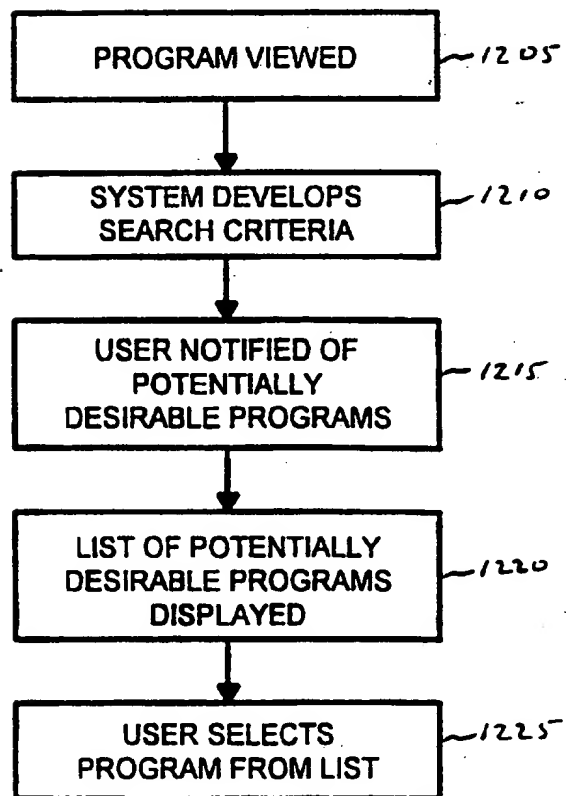 PROGRAM VIEWED
1205
SYSTEM DEVELOPS
SEARCH CRITERIA
1210
USER NOTIFIED OF
POTENTIALLY
DESIRABLE PROGRAMS
1215
LIST OF POTENTIALLY
DESIRABLE PROGRAMS
DISPLAYED
1220
USER SELECTS
PROGRAM FROM LIST
1225